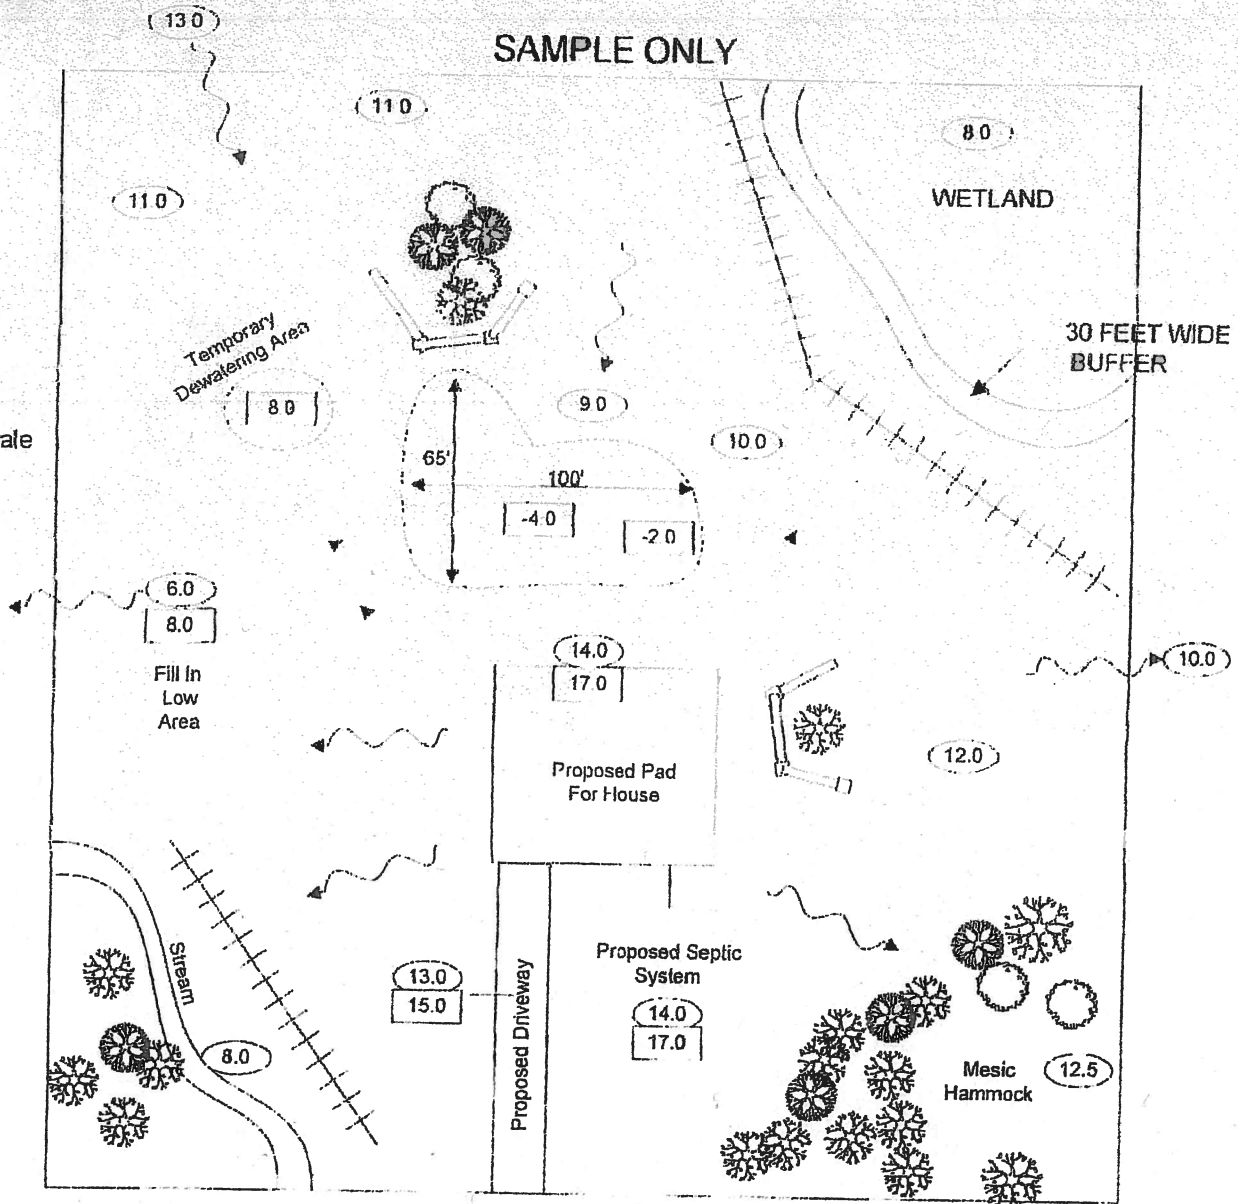 13 0
SAMPLE ONLY
11 0
8 0
11 0
WETLAND
Temporary
Dewatering Area
8 0
30 FEET WIDE
BUFFER
9 0
10.0
ale
65'
100'
-4 0
-2.0
6.0
8.0
Fill In
Low
Area
14.0
17.0
10.0
Proposed Pad
For House
12.0
Stream
8.0
13.0
15.0
Proposed Driveway
Proposed Septic
System
14.0
17.0
Mesic
Hammock
12.5